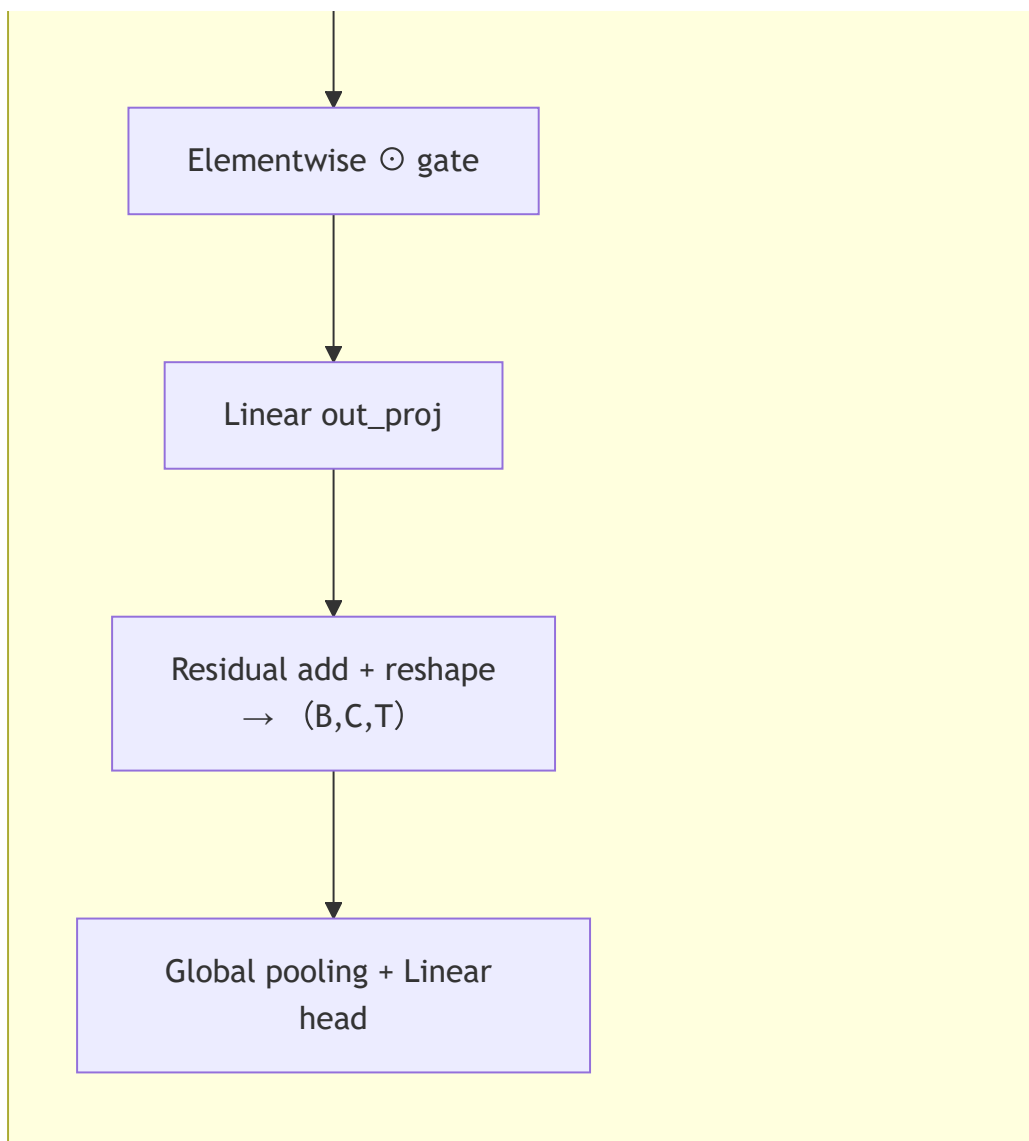 Elementwise ⊙ gate
Linear out_proj
Residual add + reshape
→ （B,C,T）
Global pooling + Linear
head